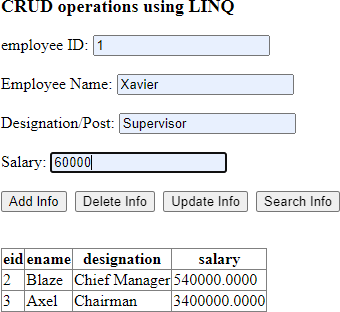 CRUD operations using LINQ
employee ID: 1
Employee Name: Xavier
Designation/Post: Supervisor
Salary: 60000
Add Info Delete Info Update Info Search Info
eid ename designation salary
2 Blaze Chief Manager 540000.0000
3 Axel Chairman 3400000.0000